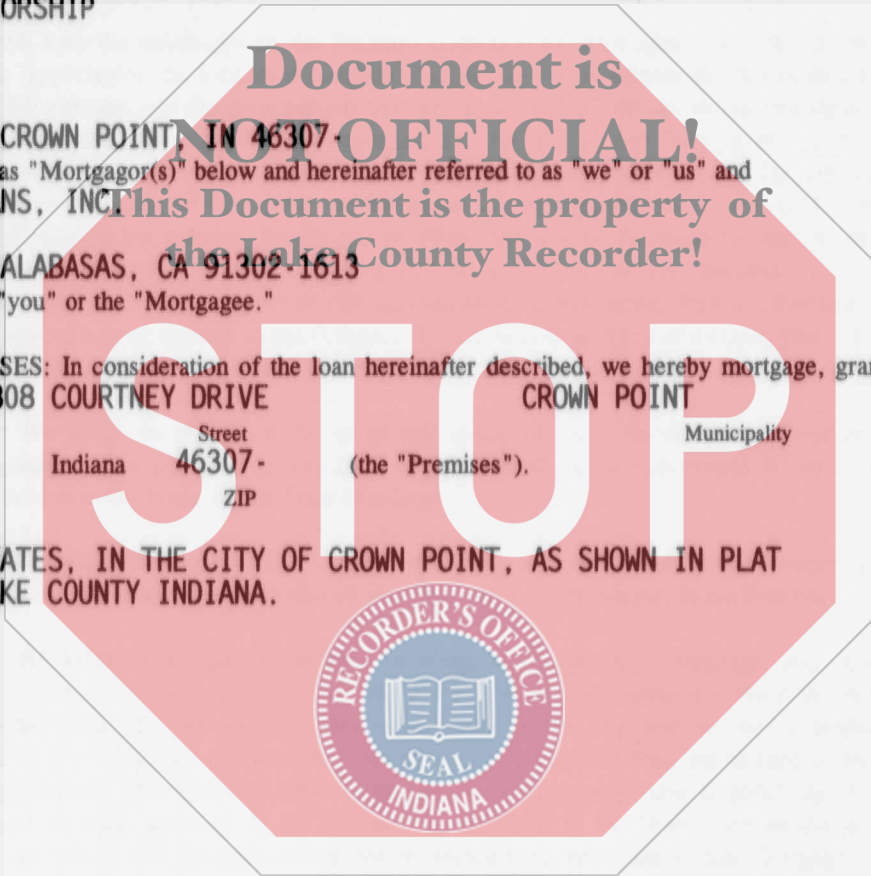 ORSHIP
Document is
NOT OFFICIAL!
CROWN POINT, IN 46307-
as "Mortgagor(s)" below and hereinafter referred to as "we" or "us" and
This Document is the property of
NS, INC.
the Lake County Recorder!
ALABASAS, CA 91302-1613
"you" or the "Mortgagee."
STOP
SES: In consideration of the loan hereinafter described, we hereby mortgage, gran
308 COURTNEY DRIVE CROWN POINT
Street Municipality
Indiana 46307- (the "Premises").
ZIP
ATES, IN THE CITY OF CROWN POINT, AS SHOWN IN PLAT
KE COUNTY INDIANA.
RECORDER'S OFFICE
SEAL
INDIANA